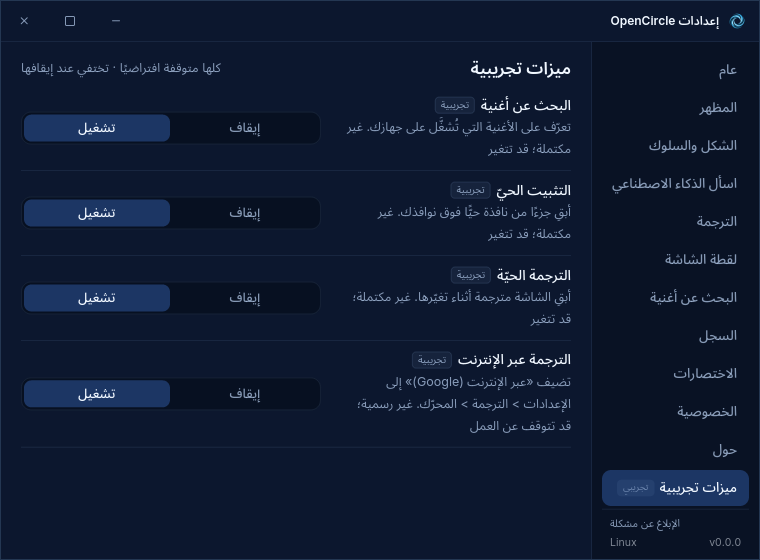 إعدادات OpenCircle
عام
المظهر
الشكل والسلوك
اسأل الذكاء الاصطناعي
الترجمة
لقطة الشاشة
البحث عن أغنية
السجل
الاختصارات
الخصوصية
حول
ميزات تجريبية تجريبي
الإبلاغ عن مشكلة
v0.0.0 Linux
ميزات تجريبية
كلها متوقفة افتراضيًا · تختفي عند إيقافها
البحث عن أغنية تجريبية
تعرّف على الأغنية التي تُشغَّل على جهازك. غير
مكتملة؛ قد تتغير
إيقاف تشغيل
التثبيت الحيّ تجريبية
أبقِ جزءًا من نافذة حيًّا فوق نوافذك. غير
مكتملة؛ قد تتغير
إيقاف تشغيل
الترجمة الحيّة تجريبية
أبقِ الشاشة مترجمة أثناء تغيّرها. غير مكتملة؛
قد تتغير
إيقاف تشغيل
الترجمة عبر الإنترنت تجريبية
تضيف «عبر الإنترنت (Google)» إلى
الإعدادات > الترجمة > المحرّك. غير رسمية؛
قد تتوقف عن العمل
إيقاف تشغيل